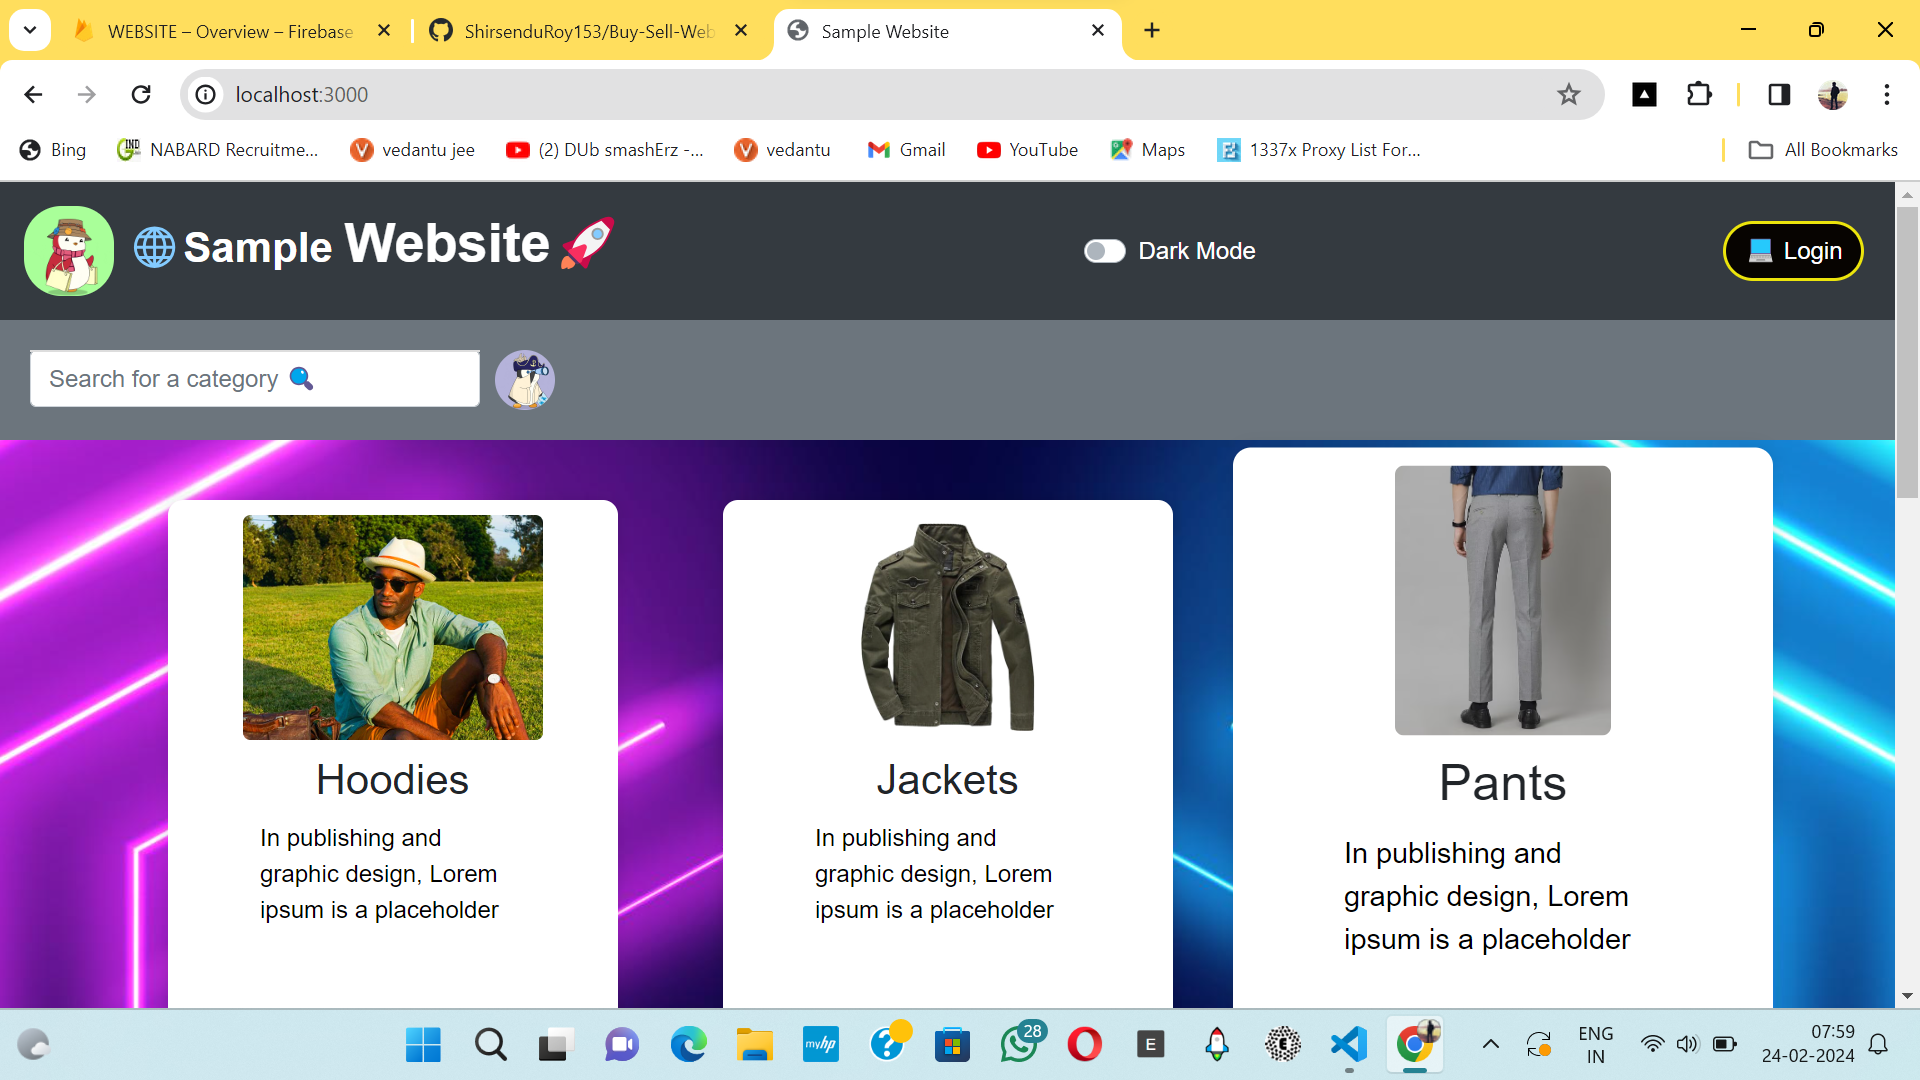 WEBSITE – Overview – Firebase
ShirsenduRoy153/Buy-Sell-Web
Sample Website
localhost:3000
Bing
NABARD Recruitme...
vedantu jee
(2) DUb smashErz -...
vedantu
Gmail
YouTube
Maps
1337x Proxy List For...
All Bookmarks
Sample Website
Dark Mode
Login
Search for a category
Hoodies
In publishing and
graphic design, Lorem
ipsum is a placeholder
Jackets
In publishing and
graphic design, Lorem
ipsum is a placeholder
Pants
In publishing and
graphic design, Lorem
ipsum is a placeholder
myhp
28
E
E
ENG
IN
07:59
24-02-2024